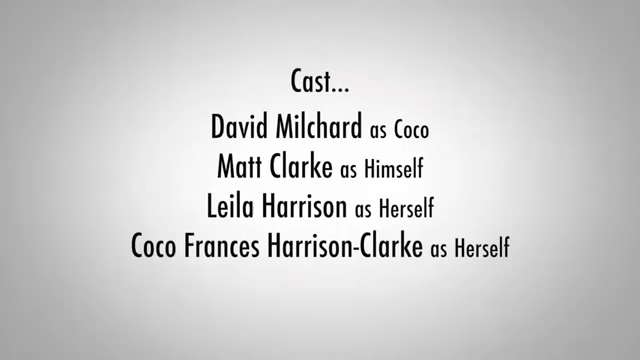 Cast...
David Milchard as Coco
Matt Clarke as Himself
Leila Harrison as Herself
Coco Frances Harrison-Clarke as Herself